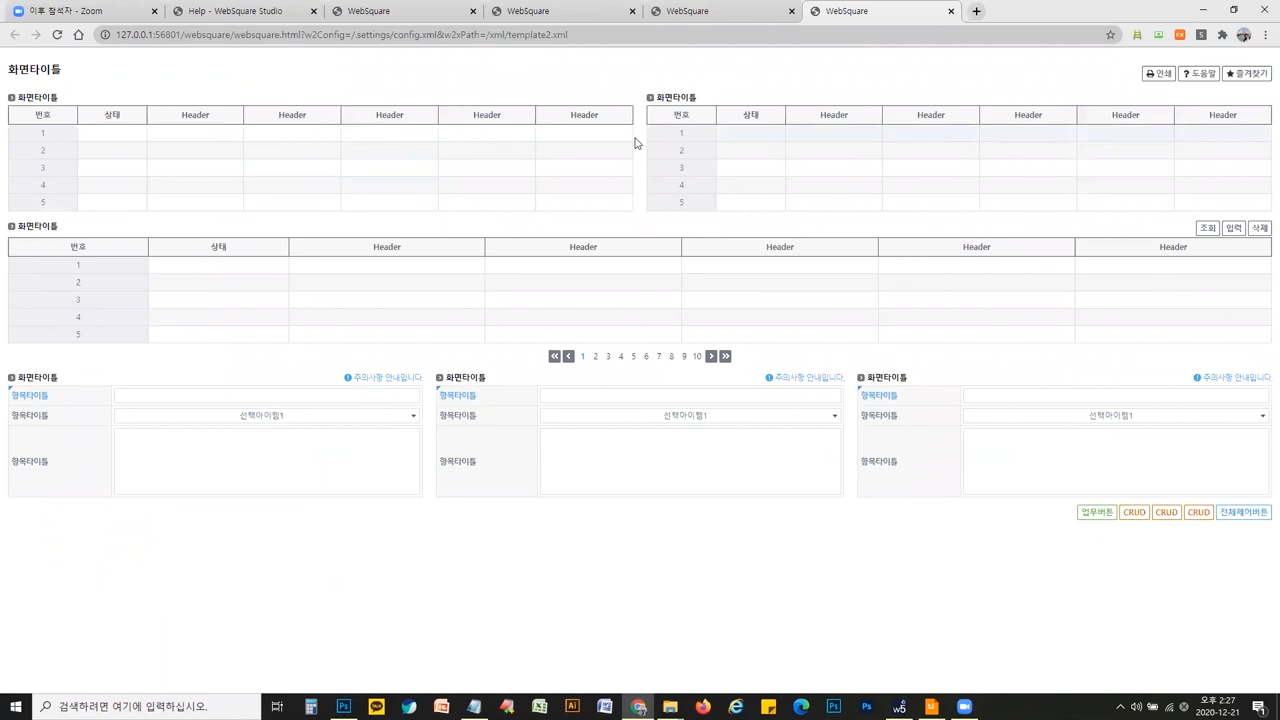 이후 참석자 - Zoom
Help - WebSquare Studio
WebSquare
WebSquare
WebSquare
WebSquare
127.0.0.1:56801/websquare/websquare.html?w2Config=/.settings/config.xml&w2xPath=/xml/template2.xml
화면타이틀
인쇄
? 도움말
즐겨찾기
화면타이틀
번호 상태 Header Header Header Header Header
1
2
3
4
5
화면타이틀
번호 상태 Header Header Header Header Header
1
2
3
4
5
화면타이틀
조회 입력 삭제
번호 상태 Header Header Header Header Header
1
2
3
4
5
1 2 3 4 5 6 7 8 9 10
화면타이틀
주의사항 안내입니다.
항목타이틀
항목타이틀 선택아이템1
항목타이틀
화면타이틀
주의사항 안내입니다.
항목타이틀
항목타이틀 선택아이템1
항목타이틀
화면타이틀
주의사항 안내입니다.
항목타이틀
항목타이틀 선택아이템1
항목타이틀
업무버튼 CRUD CRUD CRUD 전체제어버튼
검색하려면 여기에 입력하십시오.
오후 2:27
2020-12-21